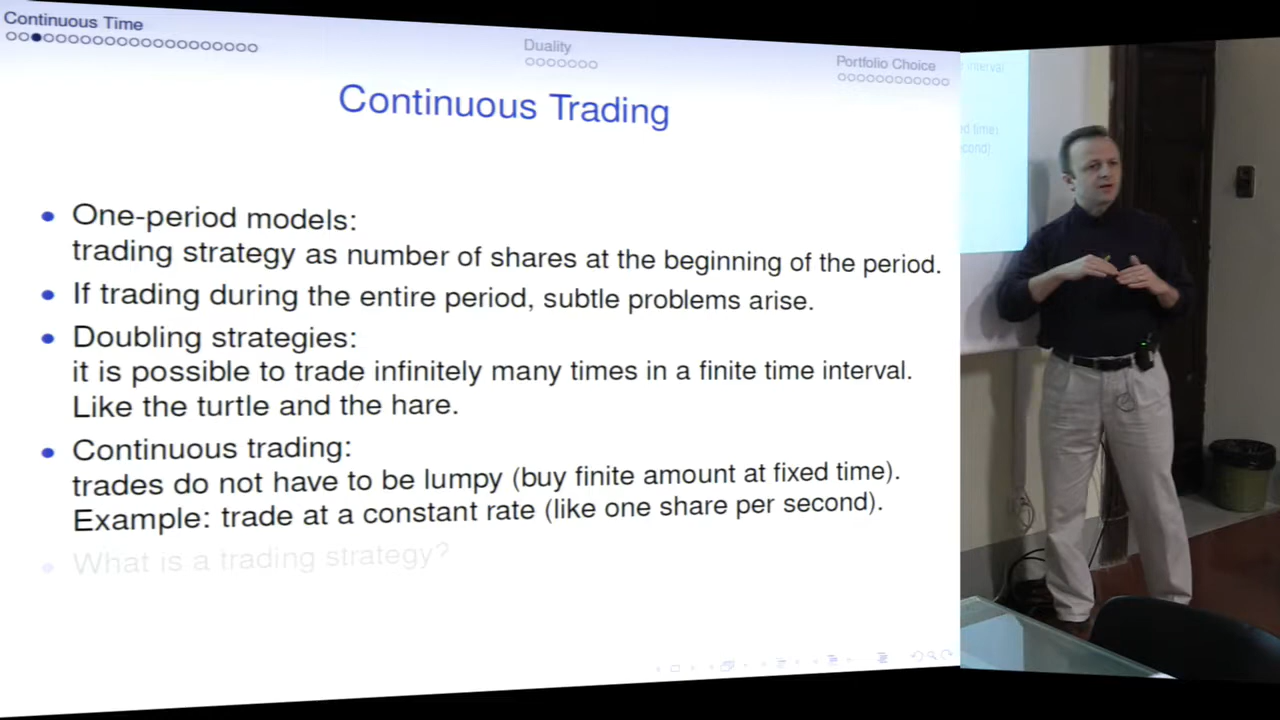 Continuous Time
Duality
Portfolio Choice
Continuous Trading
One-period models:
trading strategy as number of shares at the beginning of the period.
If trading during the entire period, subtle problems arise.
Doubling strategies:
it is possible to trade infinitely many times in a finite time interval.
Like the turtle and the hare.
Continuous trading:
trades do not have to be lumpy (buy finite amount at fixed time).
Example: trade at a constant rate (like one share per second).
What is a trading strategy?
interval
ed time)
cond)